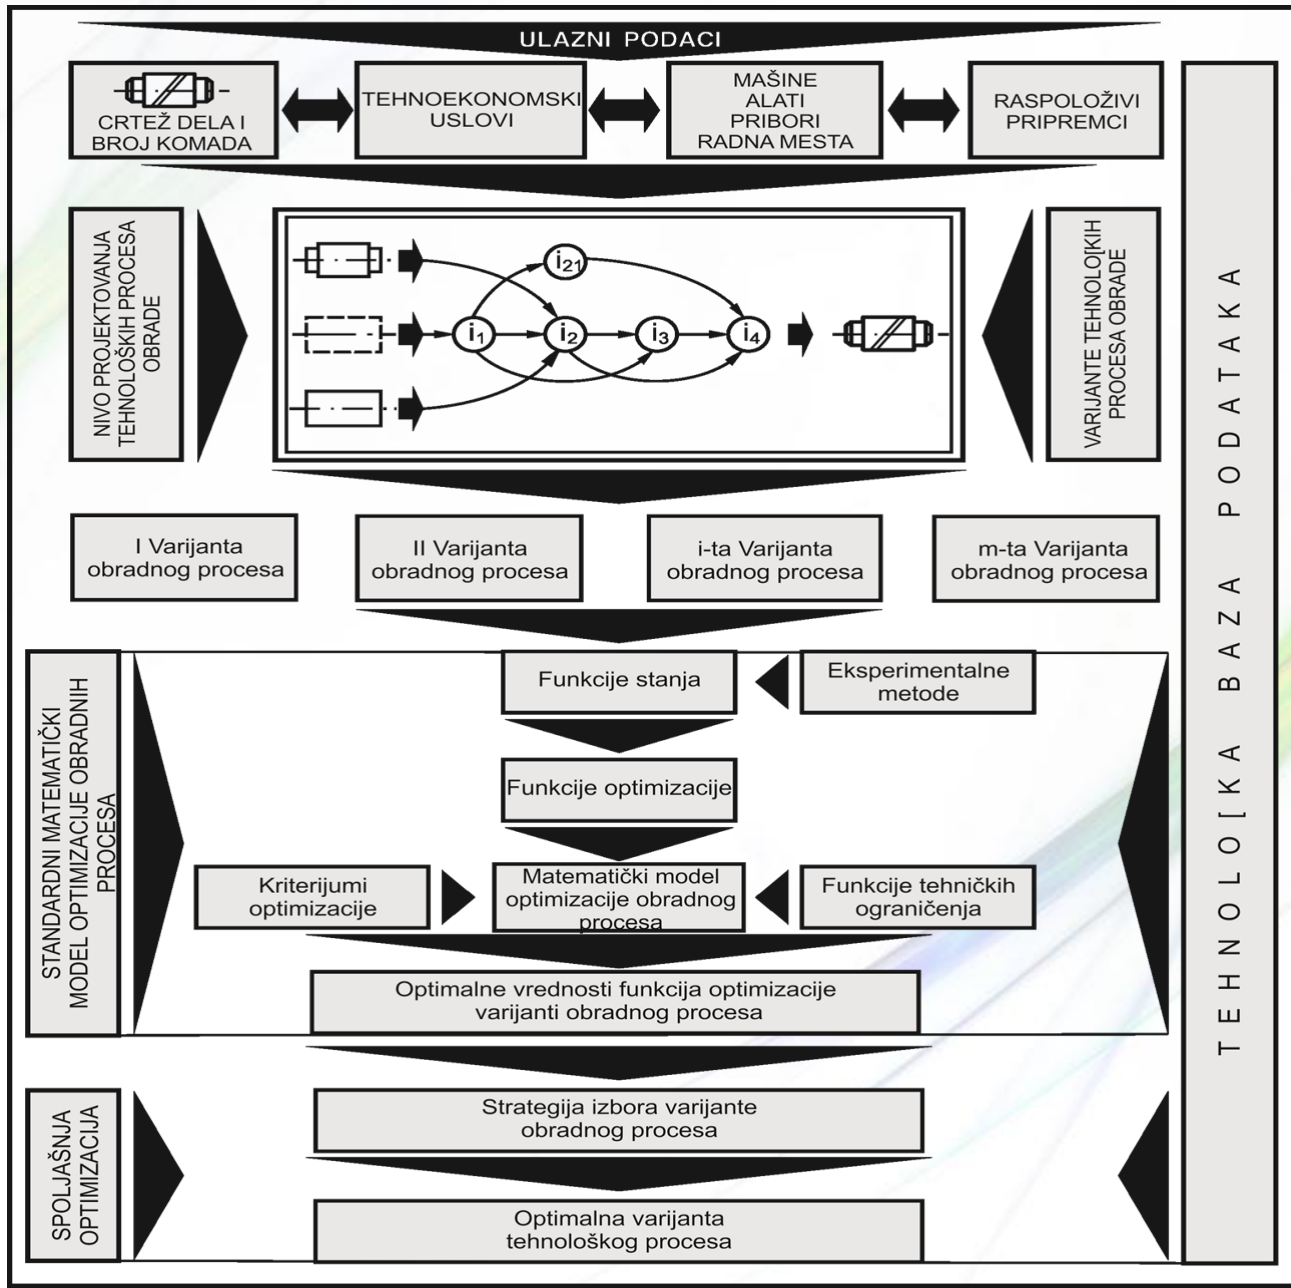 ULAZNI PODACI
CRTEŽ DELA I
BROJ KOMADA
TEHNOEKONOMSKI
USLOVI
MAŠINE
ALATI
PRIBORI
RADNA MESTA
RASPOLOŽIVI
PRIPREMCI
NIVO PROJEKTOVANJA
TEHNOLOŠKIH PROCESA
OBRADE
i21
i1
i2
i3
i4
VARIJANTE TEHNOLO[KIH
PROCESA OBRADE
I Varijanta
obradnog procesa
II Varijanta
obradnog procesa
i-ta Varijanta
obradnog procesa
m-ta Varijanta
obradnog procesa
STANDARDNI MATEMATIČKI
MODEL OPTIMIZACIJE OBRADNIH
PROCESA
Funkcije stanja
Eksperimentalne
metode
Funkcije optimizacije
Kriterijumi
optimizacije
Matematički model
optimizacije obradnog
procesa
Funkcije tehničkih
ograničenja
Optimalne vrednosti funkcija optimizacije
varijanti obradnog procesa
SPOLJAŠNJA
OPTIMIZACIJA
Strategija izbora varijante
obradnog procesa
Optimalna varijanta
tehnološkog procesa
TEHNOLO[KA BAZA PODATAKA